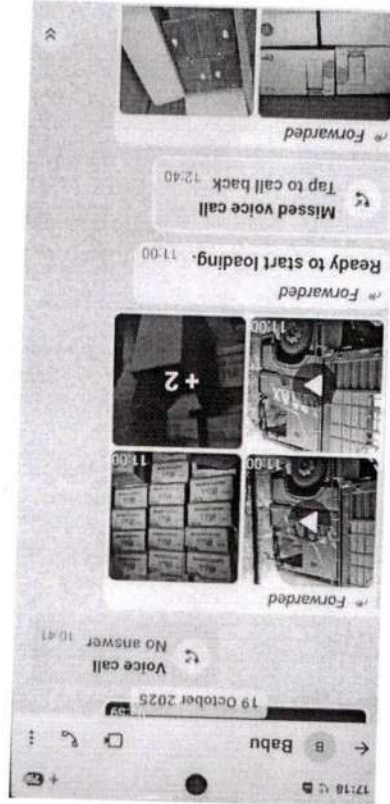 17:18
B Babu
19 October 2025
Voice call
No answer 10:41
Forwarded
11:00
11:00
11:00
+ 2
Forwarded
Ready to start loading. 11:00
Missed voice call
Tap to call back 12:40
Forwarded